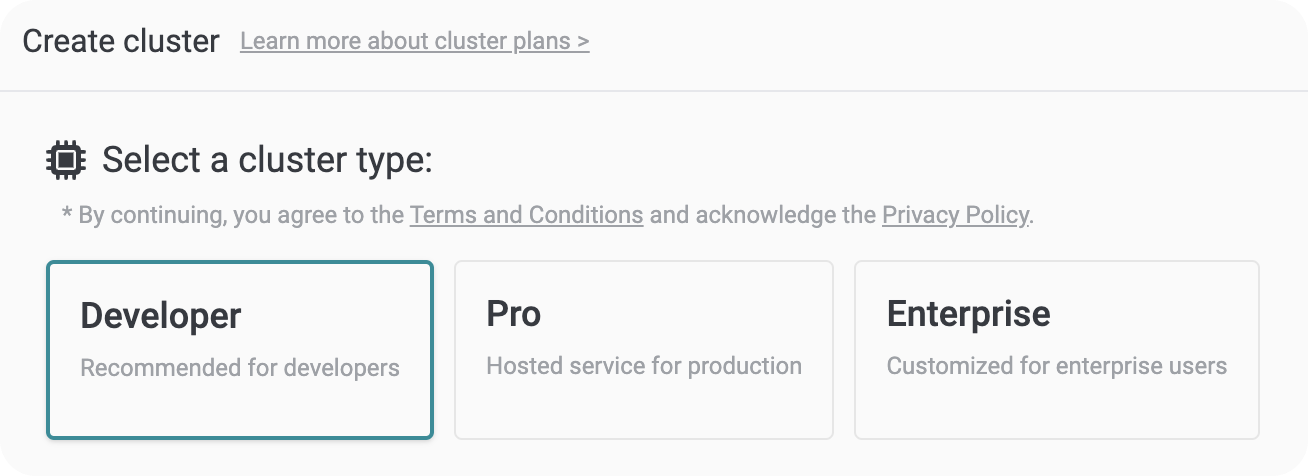 Create cluster Learn more about cluster plans >
Select a cluster type:
* By continuing, you agree to the Terms and Conditions and acknowledge the Privacy Policy.
Developer
Recommended for developers
Pro
Hosted service for production
Enterprise
Customized for enterprise users